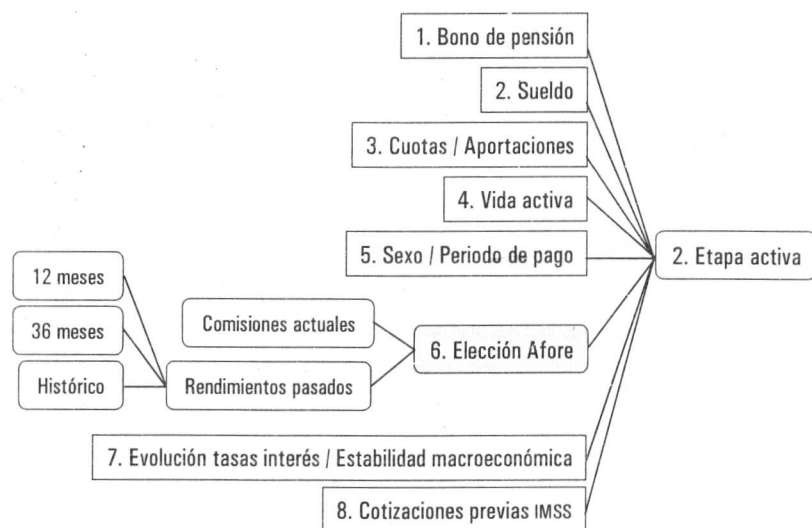 1. Bono de pensión
2. Sueldo
3. Cuotas / Aportaciones
4. Vida activa
5. Sexo / Periodo de pago
2. Etapa activa
12 meses
Comisiones actuales
36 meses
6. Elección Afore
Histórico
Rendimientos pasados
7. Evolución tasas interés / Estabilidad macroeconómica
8. Cotizaciones previas IMSS